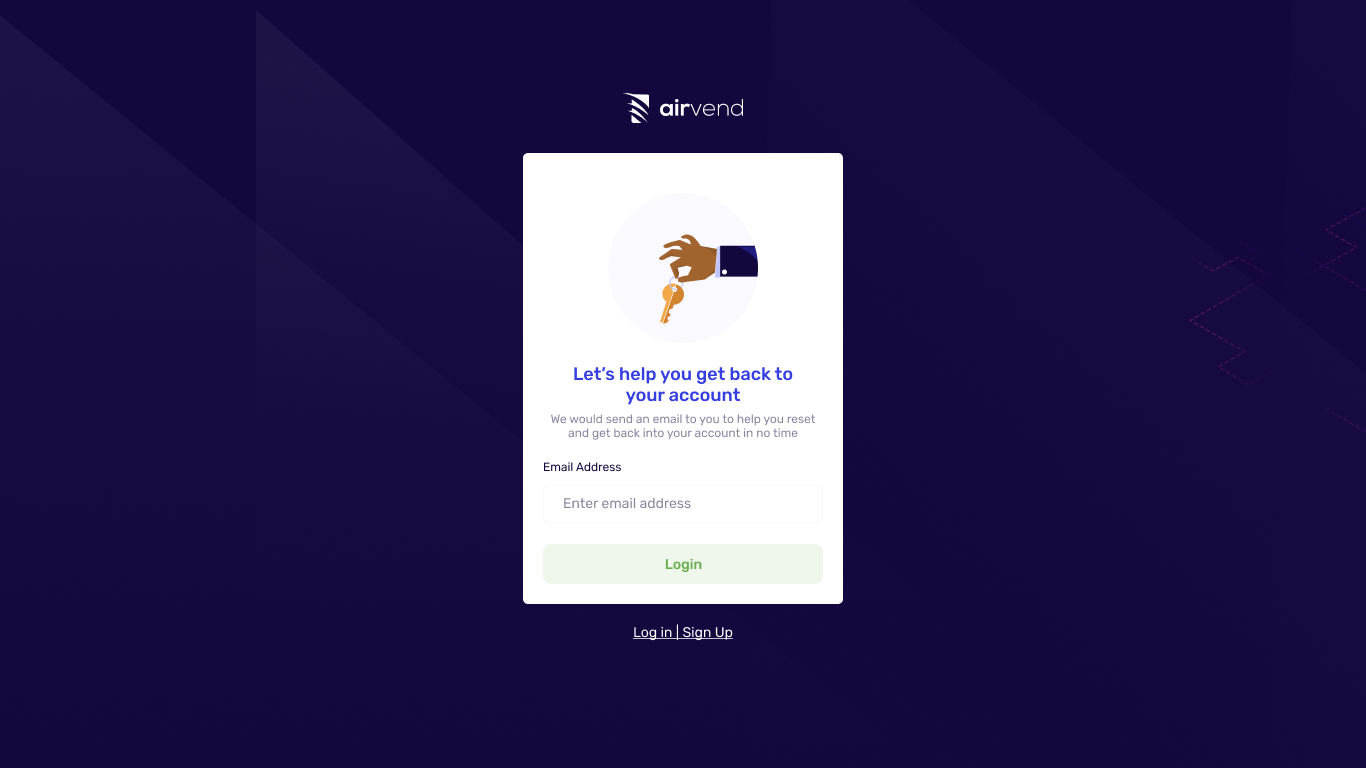 airvend
Let’s help you get back to
your account
We would send an email to you to help you reset
and get back into your account in no time
Email Address
Enter email address
Login
Log in | Sign Up